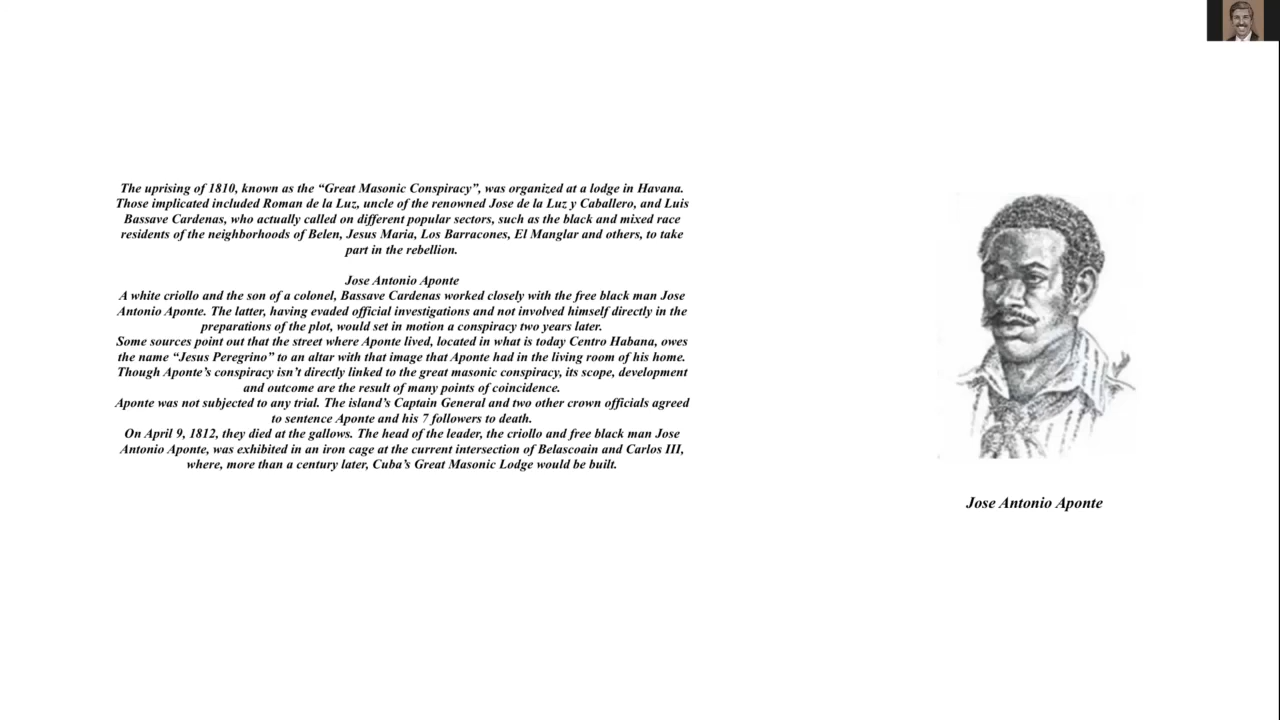 The uprising of 1810, known as the “Great Masonic Conspiracy”, was organized at a lodge in Havana.
Those implicated included Roman de la Luz, uncle of the renowned Jose de la Luz y Caballero, and Luis
Bassave Cardenas, who actually called on different popular sectors, such as the black and mixed race
residents of the neighborhoods of Belen, Jesus Maria, Los Barracones, El Manglar and others, to take
part in the rebellion.
Jose Antonio Aponte
A white criollo and the son of a colonel, Bassave Cardenas worked closely with the free black man Jose
Antonio Aponte. The latter, having evaded official investigations and not involved himself directly in the
preparations of the plot, would set in motion a conspiracy two years later.
Some sources point out that the street where Aponte lived, located in what is today Centro Habana, owes
the name “Jesus Peregrino” to an altar with that image that Aponte had in the living room of his home.
Though Aponte’s conspiracy isn’t directly linked to the great masonic conspiracy, its scope, development
and outcome are the result of many points of coincidence.
Aponte was not subjected to any trial. The island’s Captain General and two other crown officials agreed
to sentence Aponte and his 7 followers to death.
On April 9, 1812, they died at the gallows. The head of the leader, the criollo and free black man Jose
Antonio Aponte, was exhibited in an iron cage at the current intersection of Belascoain and Carlos III,
where, more than a century later, Cuba’s Great Masonic Lodge would be built.
Jose Antonio Aponte